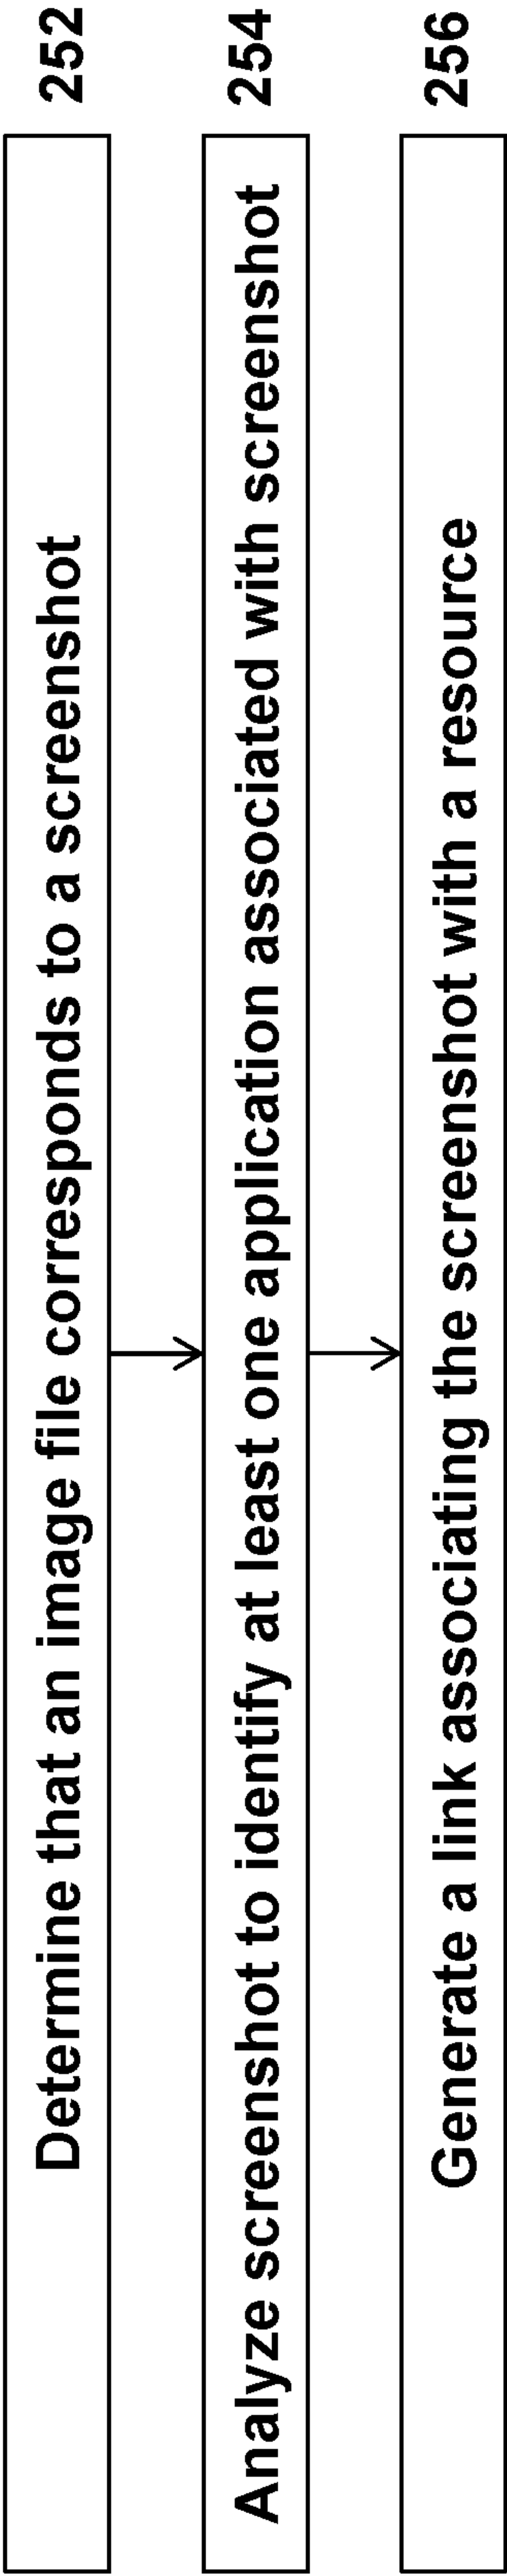 Determine that an image file corresponds to a screenshot 252
Analyze screenshot to identify at least one application associated with screenshot 254
Generate a link associating the screenshot with a resource 256